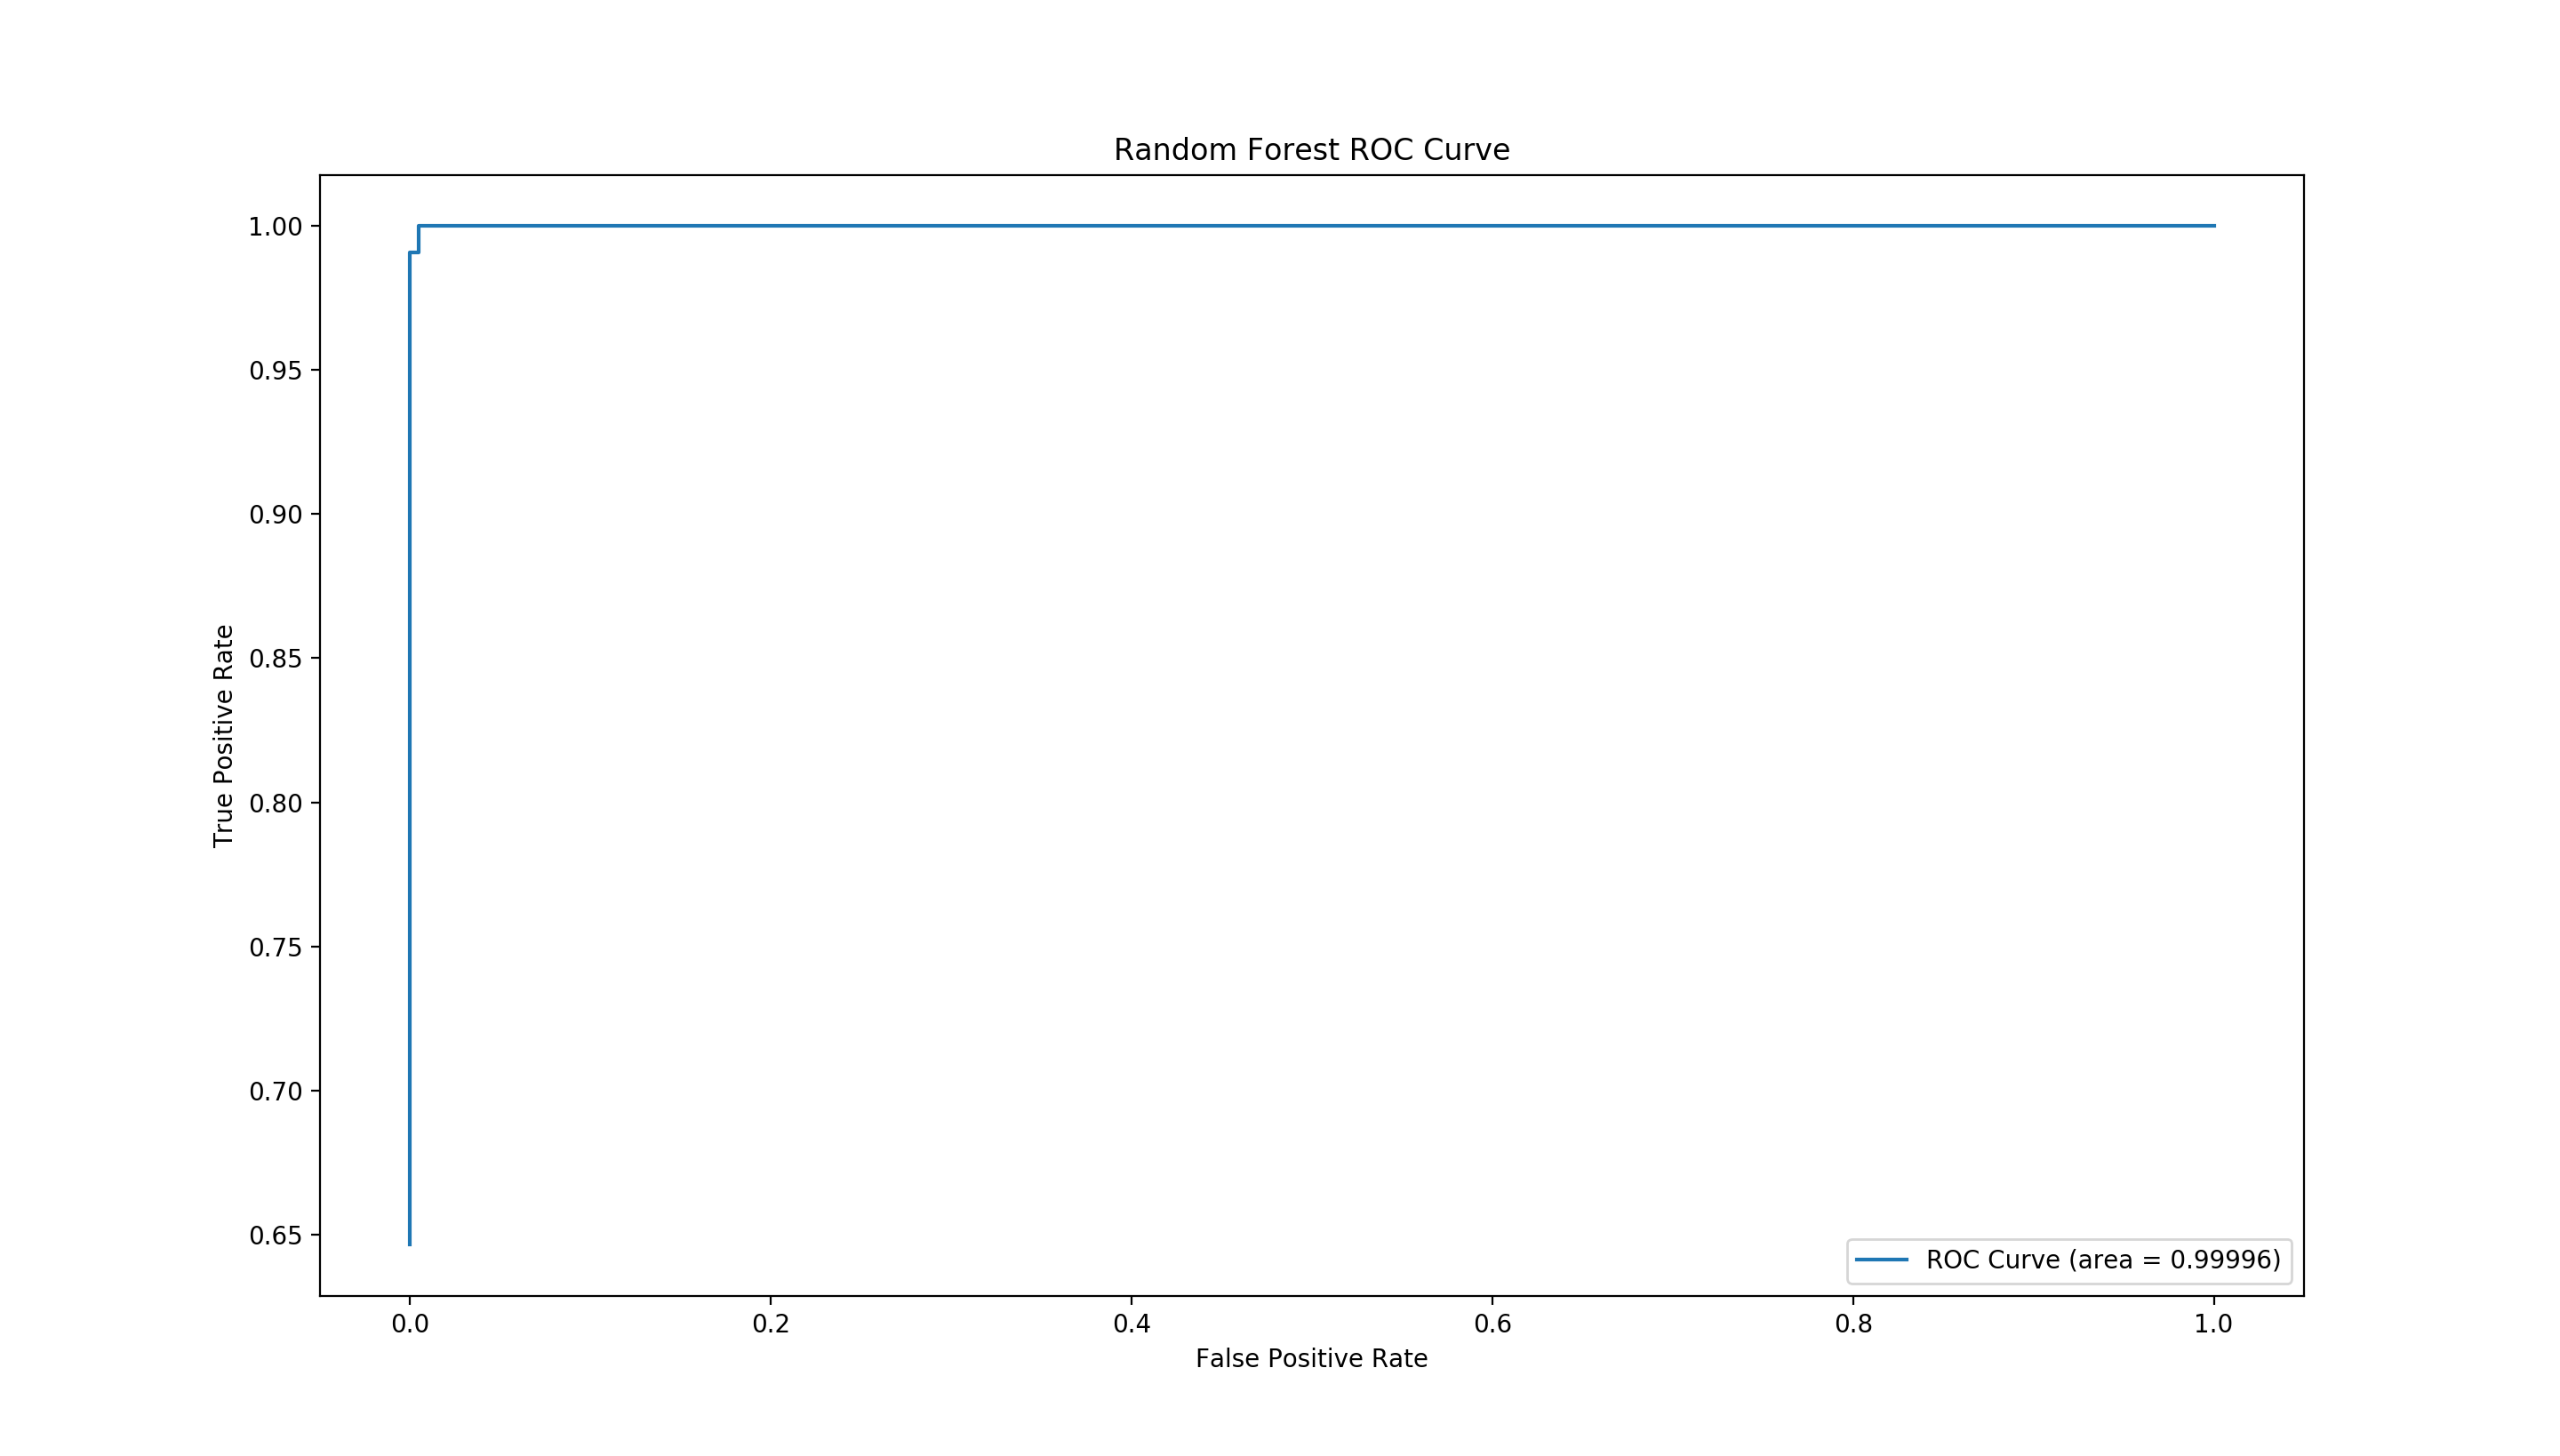 Random Forest ROC Curve
1.00
0.95
0.90
0.85
0.80
0.75
0.70
0.65
True Positive Rate
ROC Curve (area = 0.99996)
0.0 0.2 0.4 0.6 0.8 1.0
False Positive Rate